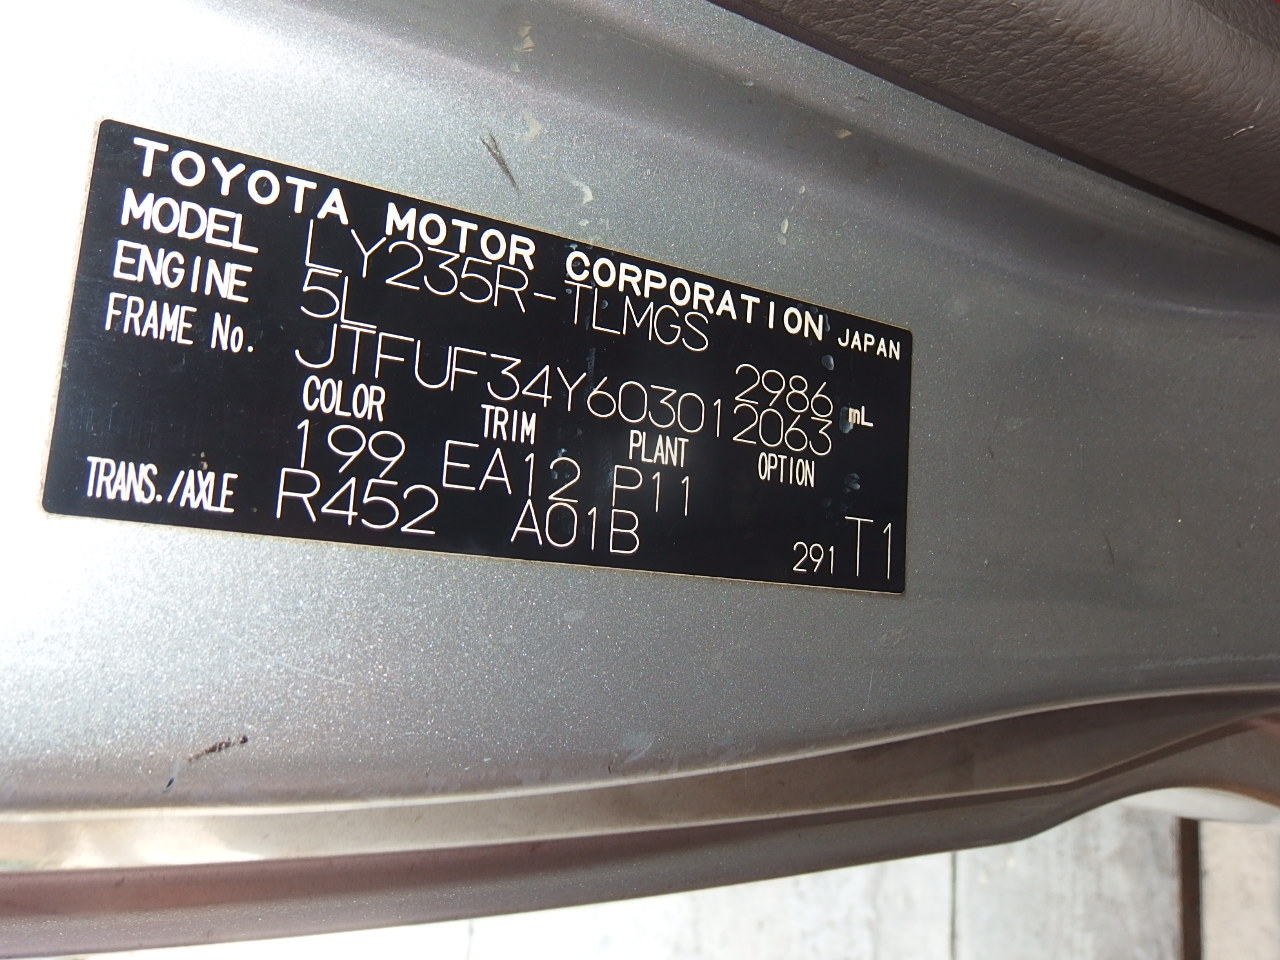 TOYOTA MOTOR CORPORATION JAPAN
MODEL LY235R-TLMGS
ENGINE 5L 2986 mL
FRAME No. JTFUF34Y603012063
COLOR TRIM PLANT OPTION
199 EA12 P11
TRANS./AXLE R452 A01B
291 T1